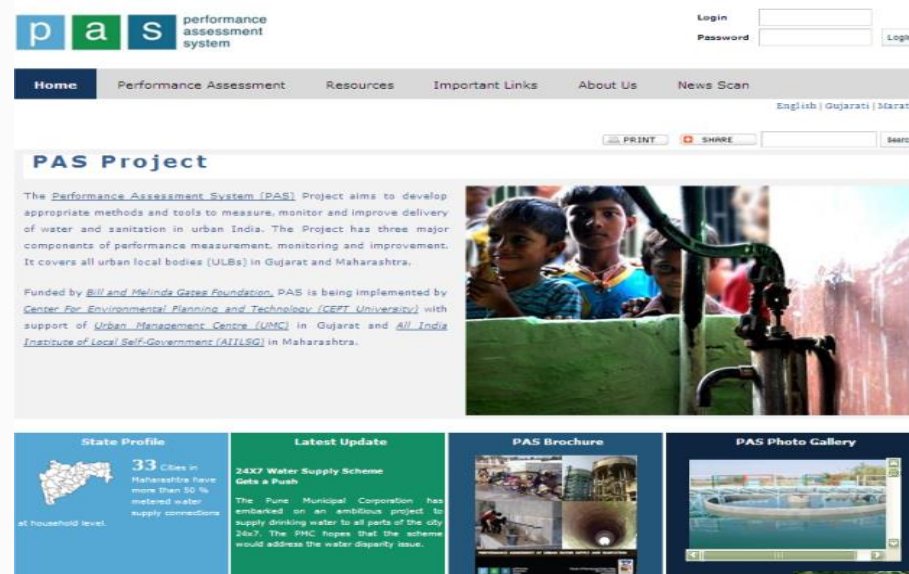 p a s performance
assessment
system
Login
Password
Login
Home Performance Assessment Resources Important Links About Us News Scan
English | Gujarati |
PRINT SHARE
PAS Project
The Performance Assessment System (PAS) Project aims to develop
appropriate methods and tools to measure, monitor and improve delivery
of water and sanitation in urban India. The Project has three major
components of performance measurement, monitoring and improvement.
It covers all urban local bodies (ULBs) in Gujarat and Maharashtra.
Funded by Bill and Melinda Gates Foundation, PAS is being implemented by
Center For Environmental Planning and Technology (CEPT University) with
support of Urban Management Centre (UMC) in Gujarat and All India
Institute of Local Self-Government (AIILSG) in Maharashtra.
State Profile
33 Cities in
Maharashtra have
more than 50 %
metered water
supply connections
at household level.
Latest Update
24X7 Water Supply Scheme
Gets a Push
The Pune Municipal Corporation has
embarked on an ambitious project to
supply drinking water to all parts of the city
24x7. The PMC hopes that the scheme
would address the water disparity issue.
PAS Brochure
PERFORMANCE ASSESSMENT OF URBAN WATER SUPPLY AND SANITATION
p a s
PAS Photo Gallery